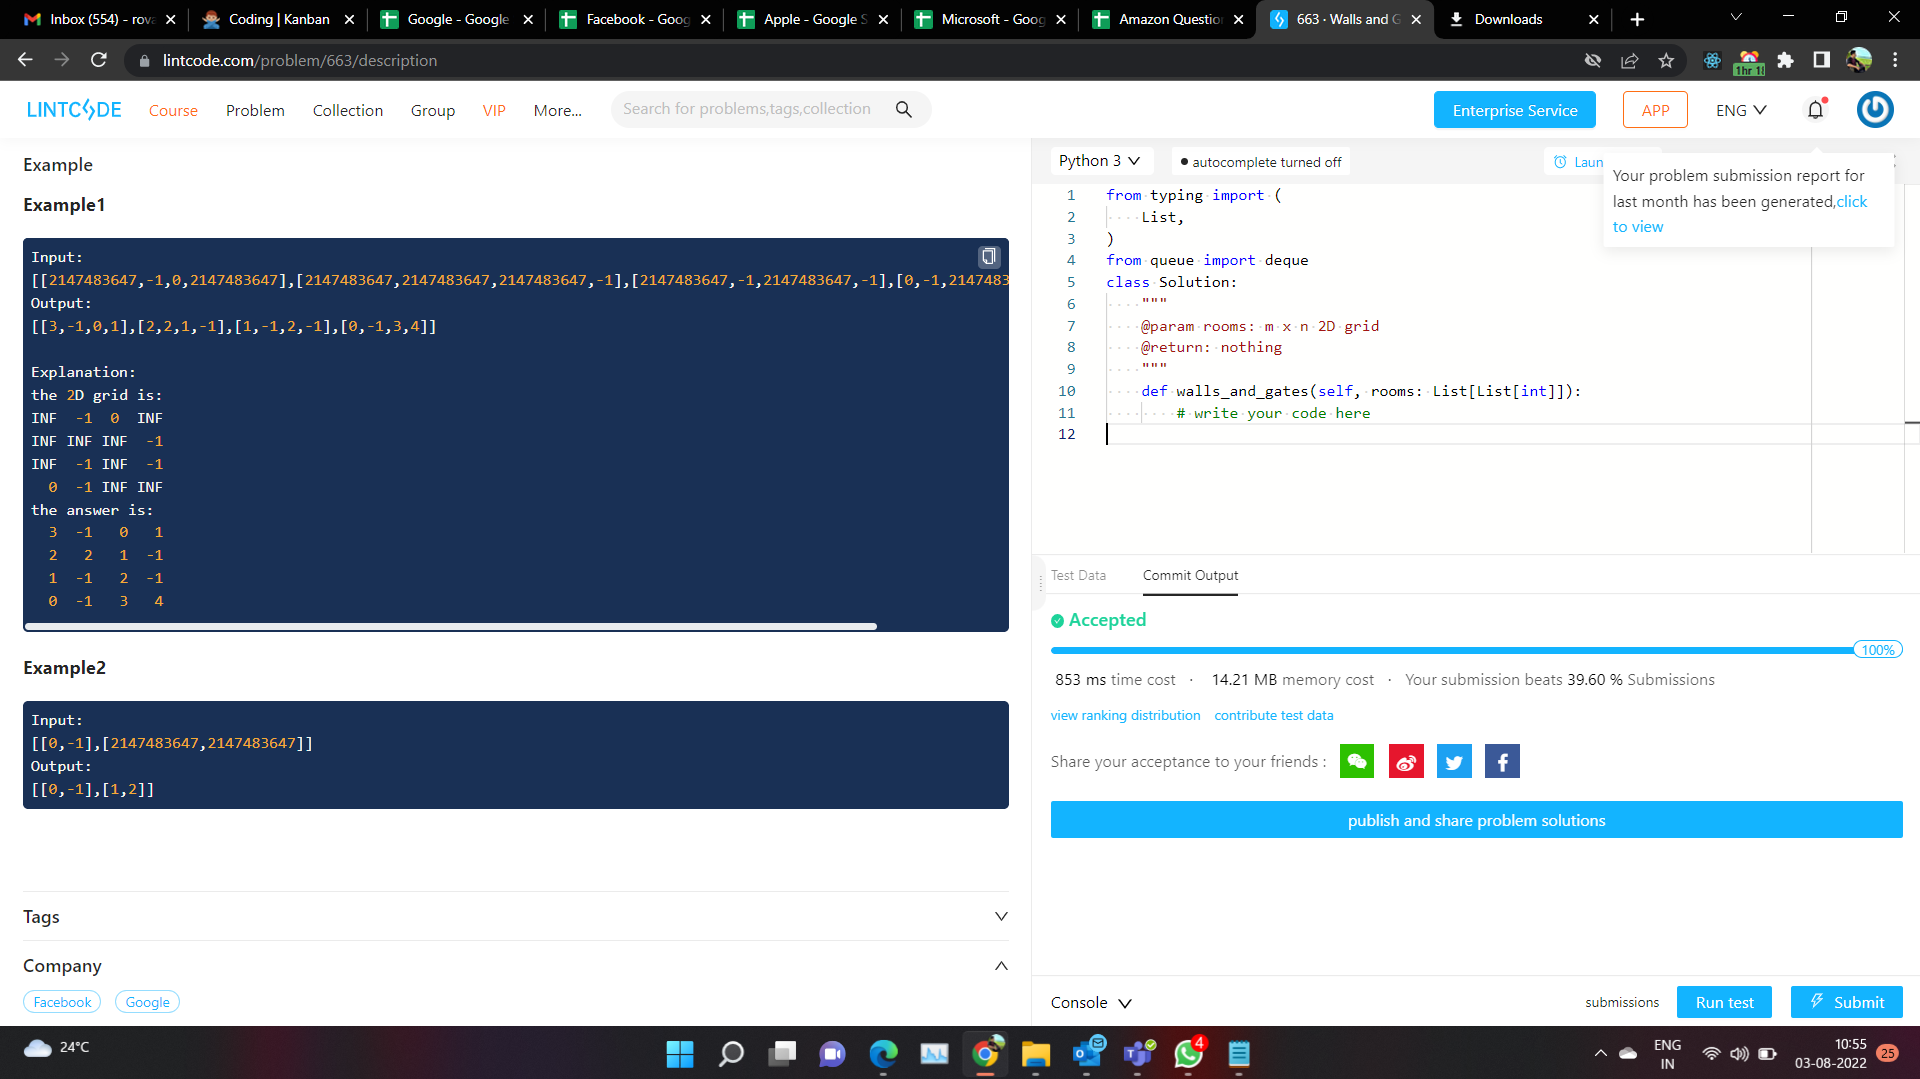 Inbox (554) - rova
Coding | Kanban
Google - Google
Facebook - Goog
Apple - Google S
Microsoft - Goog
Amazon Question
663 · Walls and G
Downloads
lintcode.com/problem/663/description
1hr 1
LINTCODE
Course
Problem
Collection
Group
VIP
More...
Search for problems,tags,collection
Enterprise Service
APP
ENG
Example
Example1
Input:
[[2147483647,-1,0,2147483647],[2147483647,2147483647,2147483647,-1],[2147483647,-1,2147483647,-1],[0,-1,2147483
Output:
[[3,-1,0,1],[2,2,1,-1],[1,-1,2,-1],[0,-1,3,4]]
Explanation:
the 2D grid is:
INF -1 0 INF
INF INF INF -1
INF -1 INF -1
0 -1 INF INF
the answer is:
3 -1 0 1
2 2 1 -1
1 -1 2 -1
0 -1 3 4
Example2
Input:
[[0,-1],[2147483647,2147483647]]
Output:
[[0,-1],[1,2]]
Tags
Company
Facebook
Google
Python 3
autocomplete turned off
Laun
Your problem submission report for
last month has been generated,click
to view
1 from typing import (
2     List,
3 )
4 from queue import deque
5 class Solution:
6     """
7     @param rooms: m x n 2D grid
8     @return: nothing
9     """
10     def walls_and_gates(self, rooms: List[List[int]]):
11         # write your code here
12
Test Data
Commit Output
Accepted
100%
853 ms time cost · 14.21 MB memory cost · Your submission beats 39.60 % Submissions
view ranking distribution
contribute test data
Share your acceptance to your friends :
publish and share problem solutions
Console
submissions
Run test
Submit
24°C
4
ENG
IN
10:55
03-08-2022
25